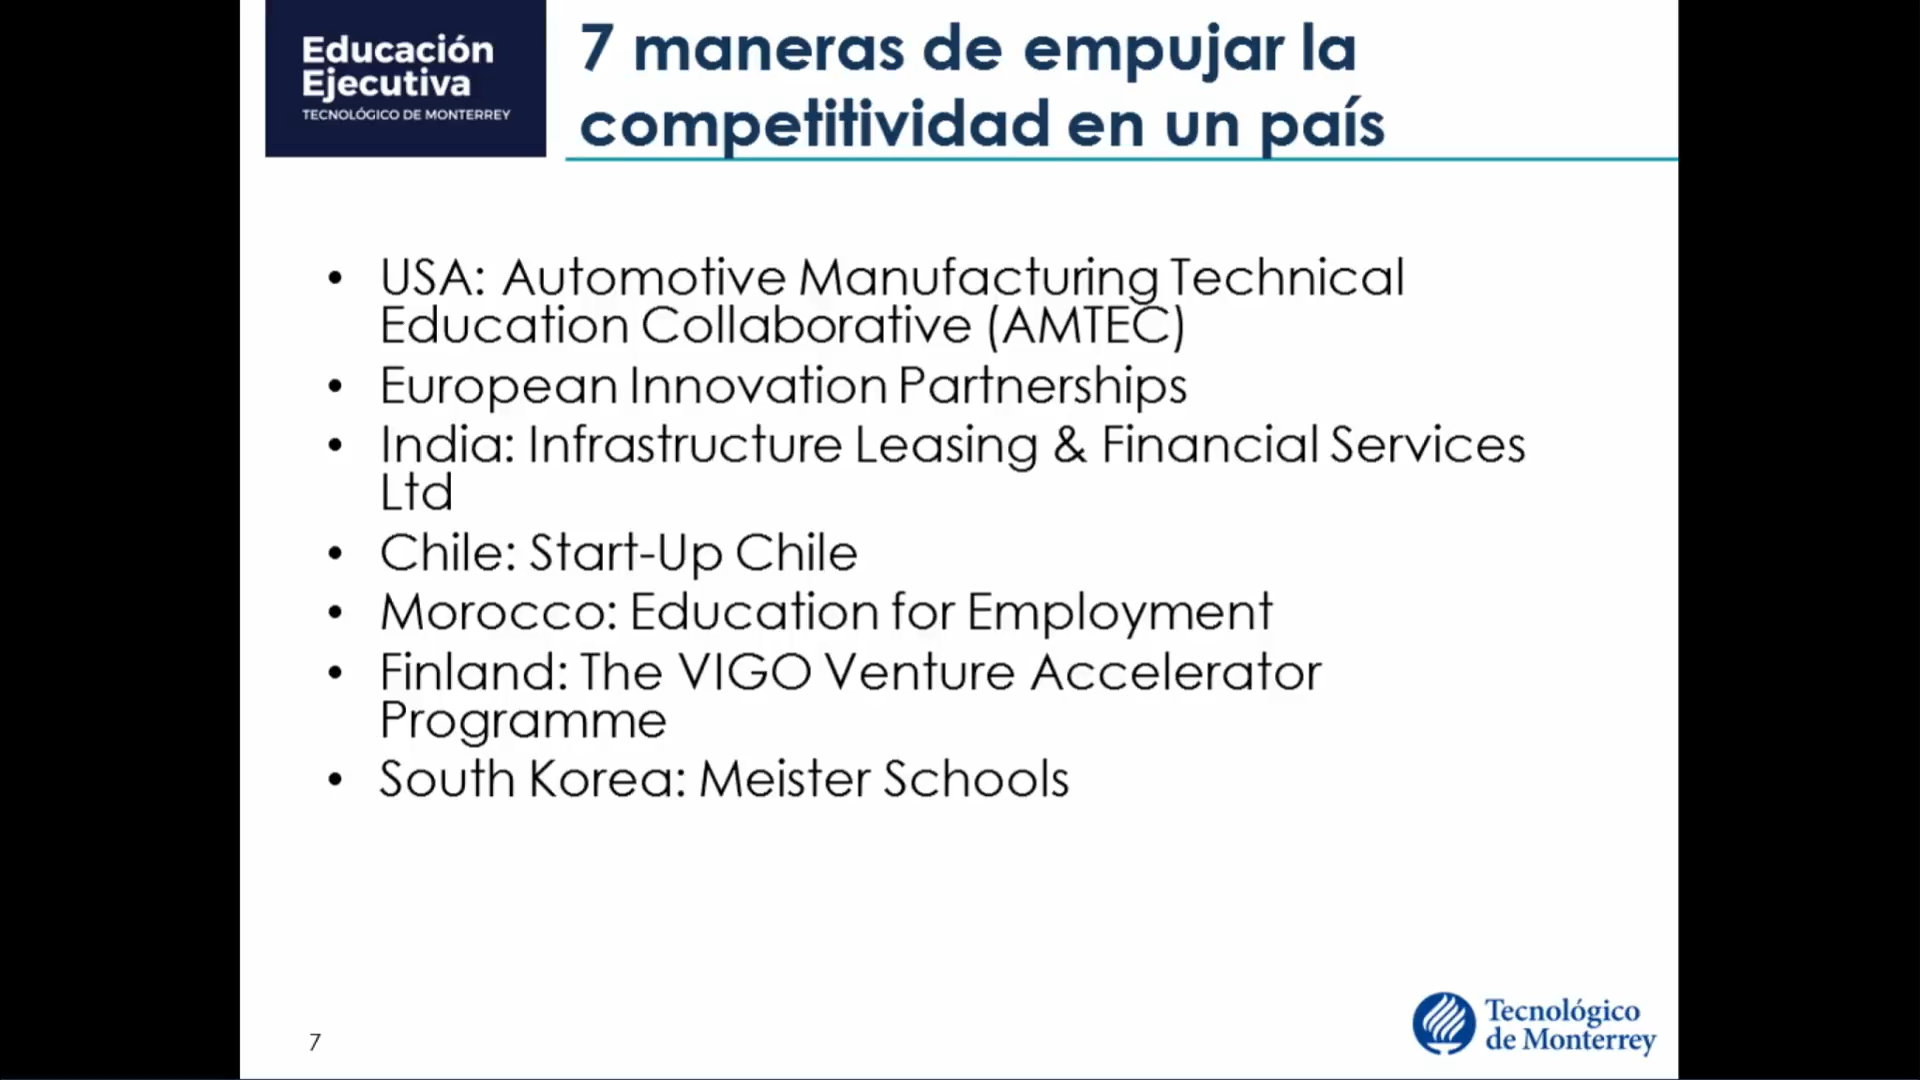 Educación
Ejecutiva
TECNOLÓGICO DE MONTERREY
7 maneras de empujar la
competitividad en un país
• USA: Automotive Manufacturing Technical
Education Collaborative (AMTEC)
• European Innovation Partnerships
• India: Infrastructure Leasing & Financial Services
Ltd
• Chile: Start-Up Chile
• Morocco: Education for Employment
• Finland: The VIGO Venture Accelerator
Programme
• South Korea: Meister Schools
7
Tecnológico
de Monterrey